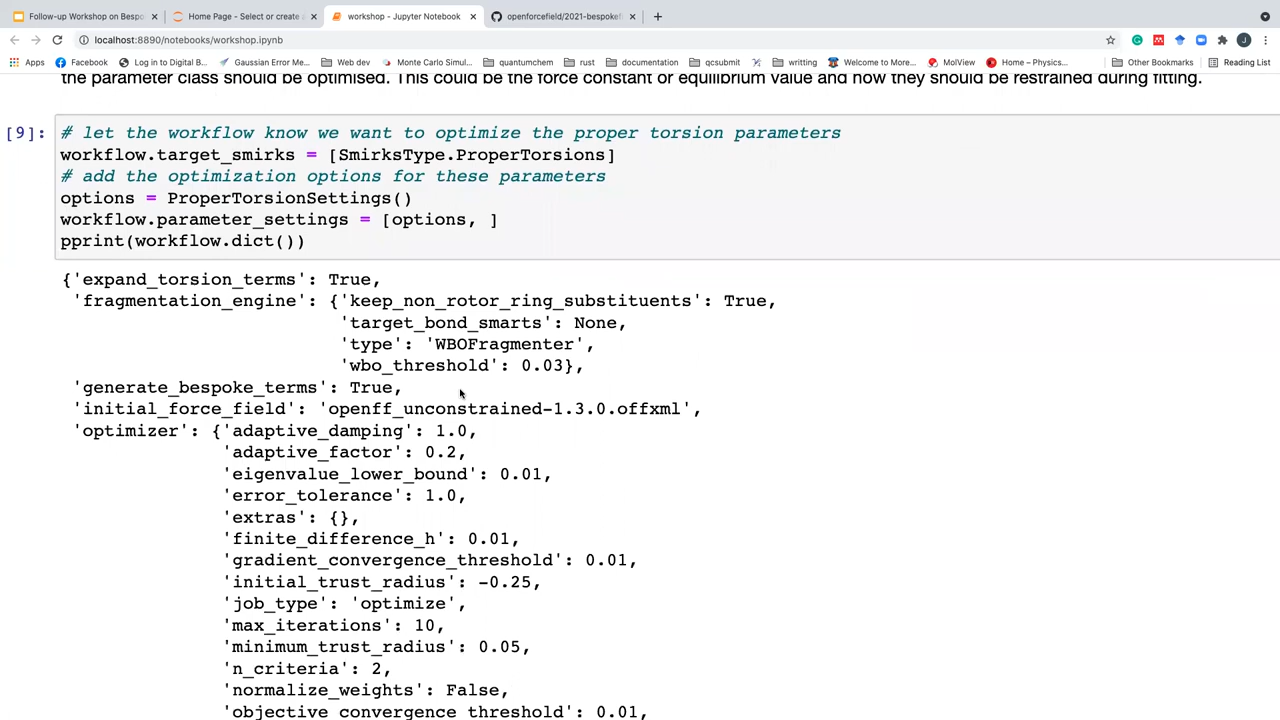 Follow-up Workshop on Bespo
Home Page - Select or create a
workshop - Jupyter Notebook
openforcefield/2021-bespokef
localhost:8890/notebooks/workshop.ipynb
Apps
Facebook
Log in to Digital B...
Gaussian Error Me...
Web dev
Monte Carlo Simul...
quantumchem
rust
documentation
qcsubmit
writting
Welcome to More...
MolView
Home – Physics...
Other Bookmarks
Reading List
the parameter class should be optimised. This could be the force constant or equilibrium value and how they should be restrained during fitting.
[9]:
# let the workflow know we want to optimize the proper torsion parameters
workflow.target_smirks = [SmirksType.ProperTorsions]
# add the optimization options for these parameters
options = ProperTorsionSettings()
workflow.parameter_settings = [options, ]
pprint(workflow.dict())
{'expand_torsion_terms': True,
'fragmentation_engine': {'keep_non_rotor_ring_substituents': True,
'target_bond_smarts': None,
'type': 'WBOFragmenter',
'wbo_threshold': 0.03},
'generate_bespoke_terms': True,
'initial_force_field': 'openff_unconstrained-1.3.0.offxml',
'optimizer': {'adaptive_damping': 1.0,
'adaptive_factor': 0.2,
'eigenvalue_lower_bound': 0.01,
'error_tolerance': 1.0,
'extras': {},
'finite_difference_h': 0.01,
'gradient_convergence_threshold': 0.01,
'initial_trust_radius': -0.25,
'job_type': 'optimize',
'max_iterations': 10,
'minimum_trust_radius': 0.05,
'n_criteria': 2,
'normalize_weights': False,
'objective_convergence_threshold': 0.01,